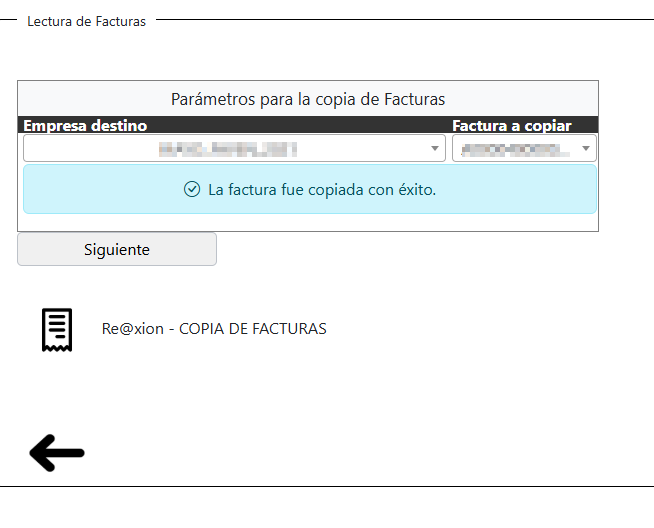 Lectura de Facturas
Parámetros para la copia de Facturas
Empresa destino Factura a copiar
La factura fue copiada con éxito.
Siguiente
Re@xion - COPIA DE FACTURAS